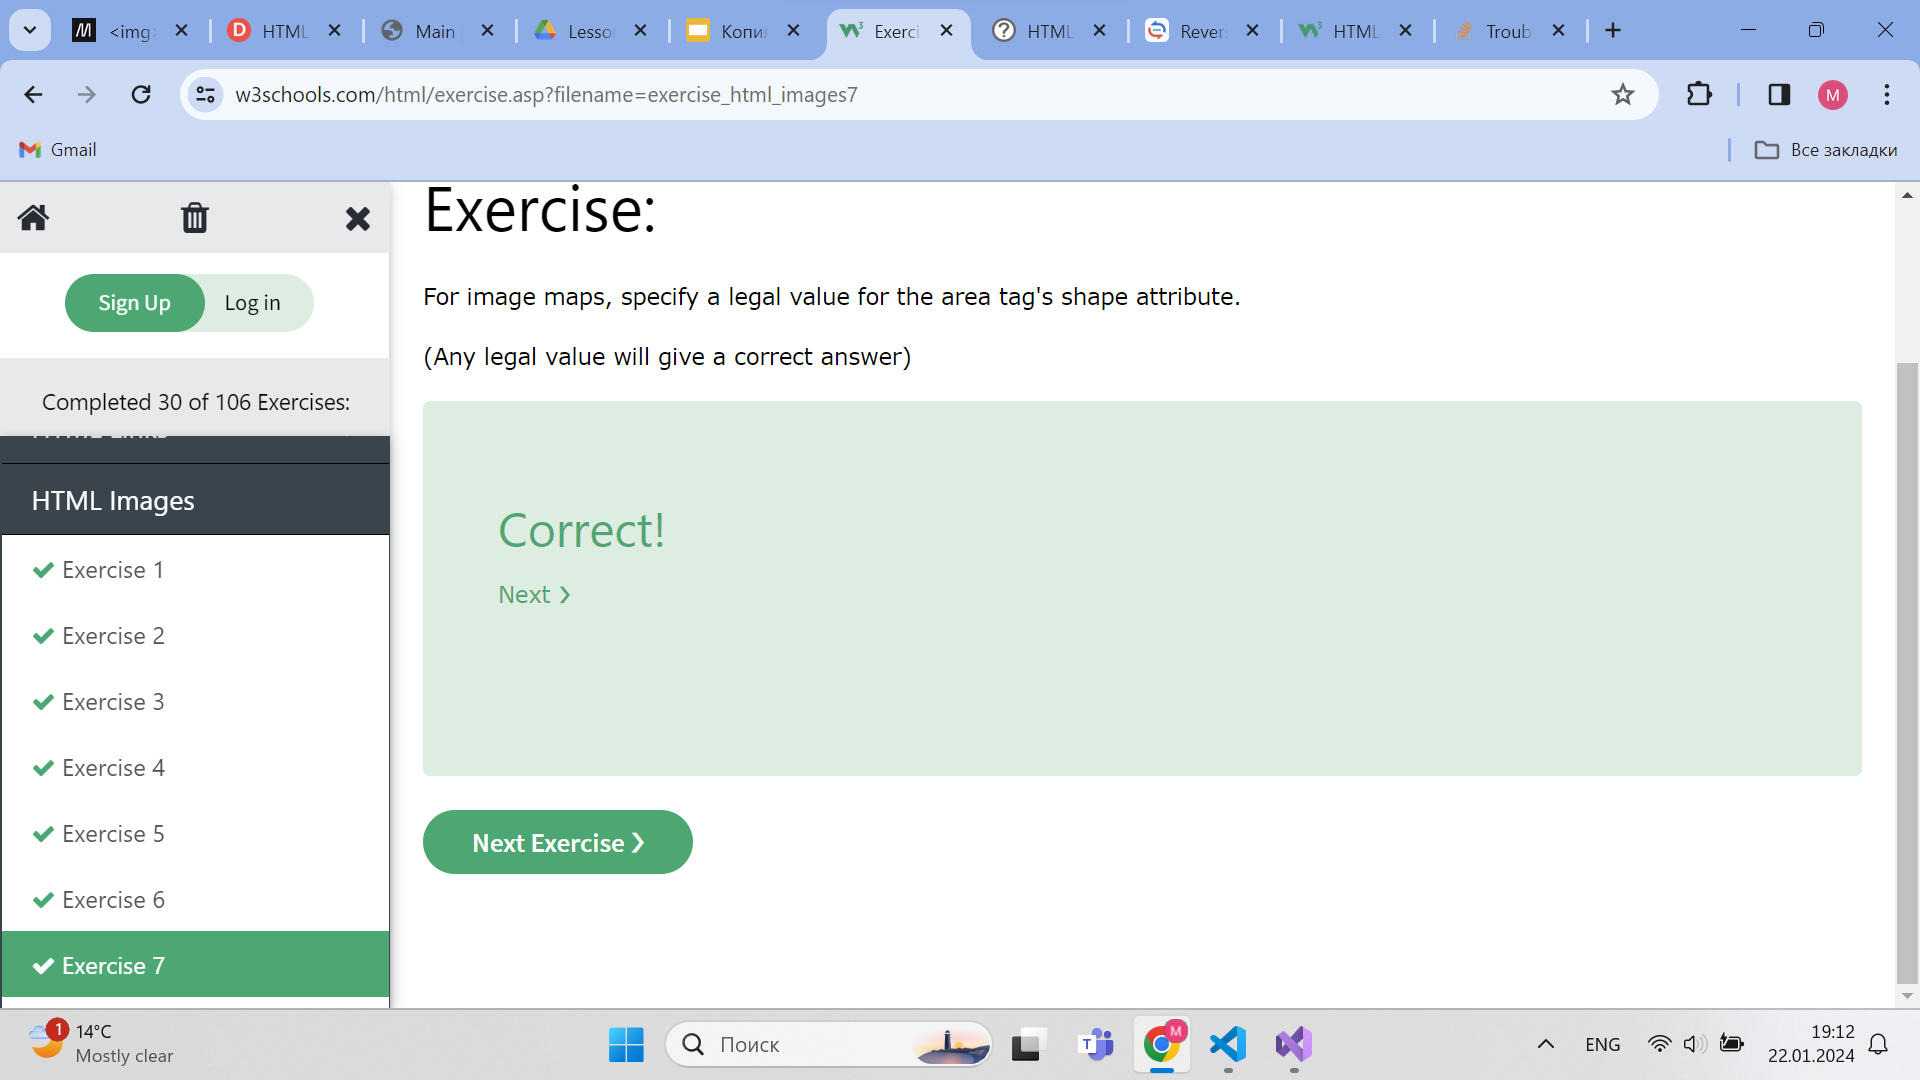 <img>
HTML
Main
Lesso
Копи
Exerci
HTML
Rever
HTML
Troub
w3schools.com/html/exercise.asp?filename=exercise_html_images7
M
Gmail
Все закладки
Exercise:
Sign Up
Log in
For image maps, specify a legal value for the area tag's shape attribute.
(Any legal value will give a correct answer)
Completed 30 of 106 Exercises:
HTML Links
HTML Images
Correct!
Next ❯
Exercise 1
Exercise 2
Exercise 3
Exercise 4
Exercise 5
Exercise 6
Exercise 7
Next Exercise ❯
1
14°C
Mostly clear
Поиск
M
ENG
19:12
22.01.2024